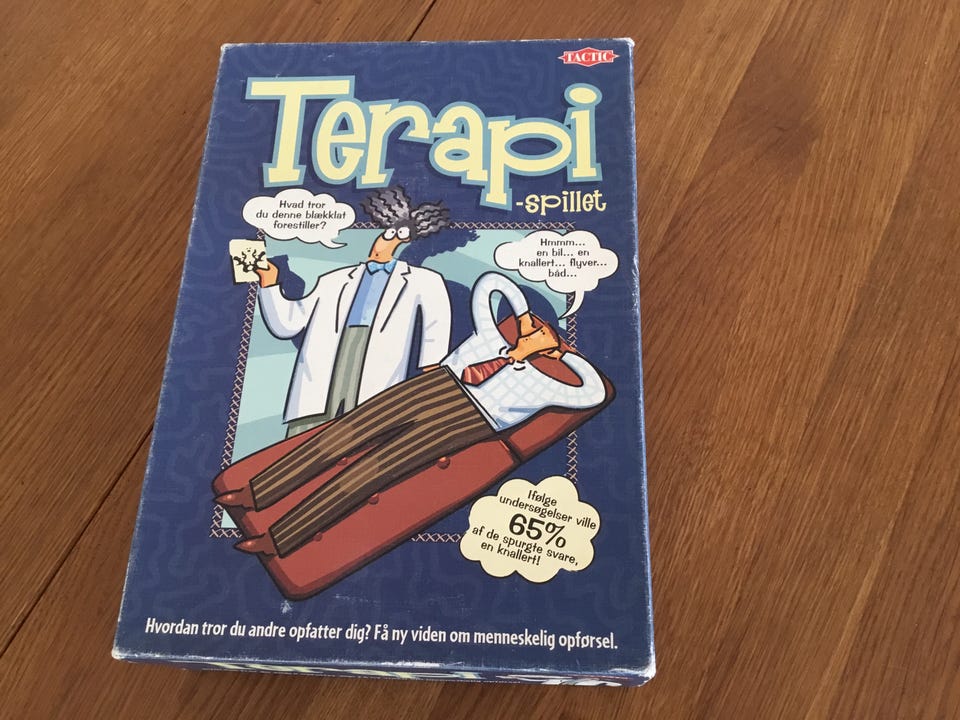 TACTIC
Terapi
-spillet
Hvad tror
du denne blækklat
forestiller?
Hmmm...
en bil... en
knallert... flyver...
båd...
Ifølge
undersøgelser ville
65%
af de spurgte svare,
en knallert!
Hvordan tror du andre opfatter dig? Få ny viden om menneskelig opførsel.